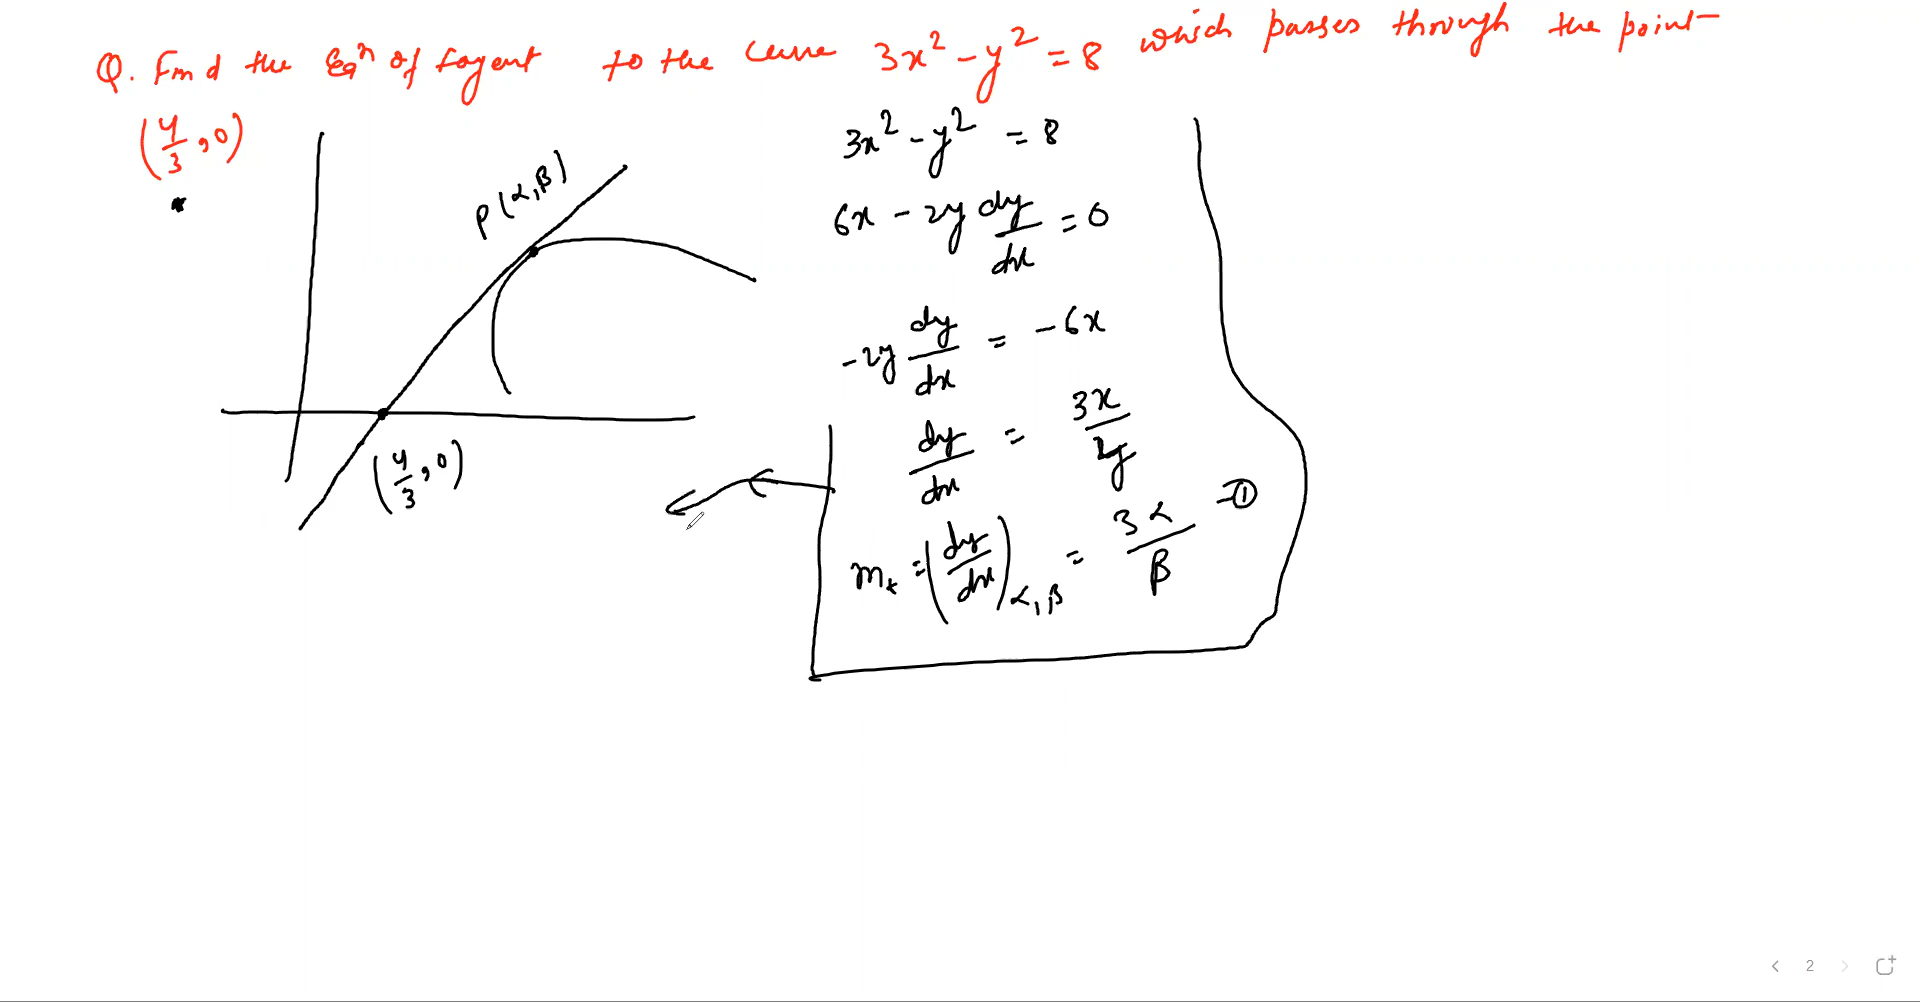 Q. Find the Eqn of tagent to the curve 3x² - y² = 8 which passes through the point
(4/3, 0)
P(α, β)
(4/3, 0)
3x² - y² = 8
6x - 2y dy/dx = 0
-2y dy/dx = -6x
dy/dx = 3x/y
m_t = (dy/dx)_{α, β} = 3α/β -①
2